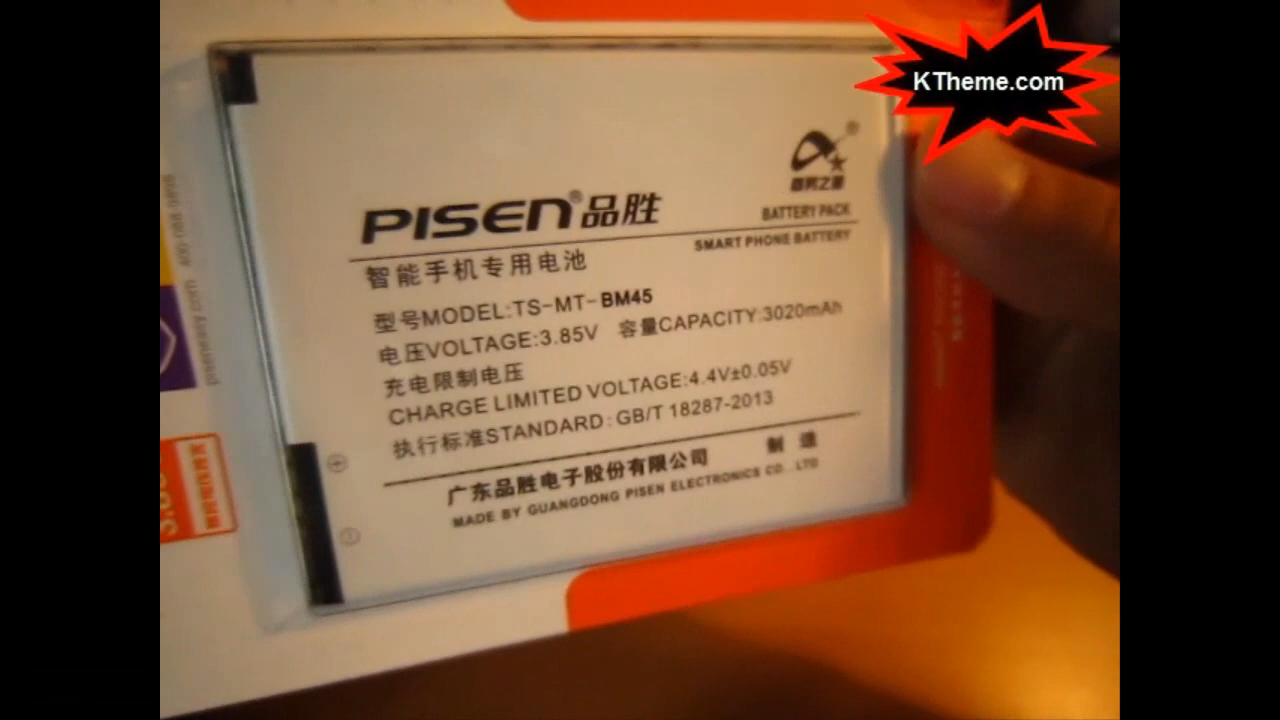 KTheme.com
商务之星
PISEN®品胜
BATTERY PACK
SMART PHONE BATTERY
智能手机专用电池
型号MODEL:TS-MT-BM45
电压VOLTAGE:3.85V 容量CAPACITY:3020mAh
充电限制电压
CHARGE LIMITED VOLTAGE:4.4V±0.05V
执行标准STANDARD: GB/T 18287-2013
广东品胜电子股份有限公司 制 造
MADE BY GUANGDONG PISEN ELECTRONICS CO., LTD